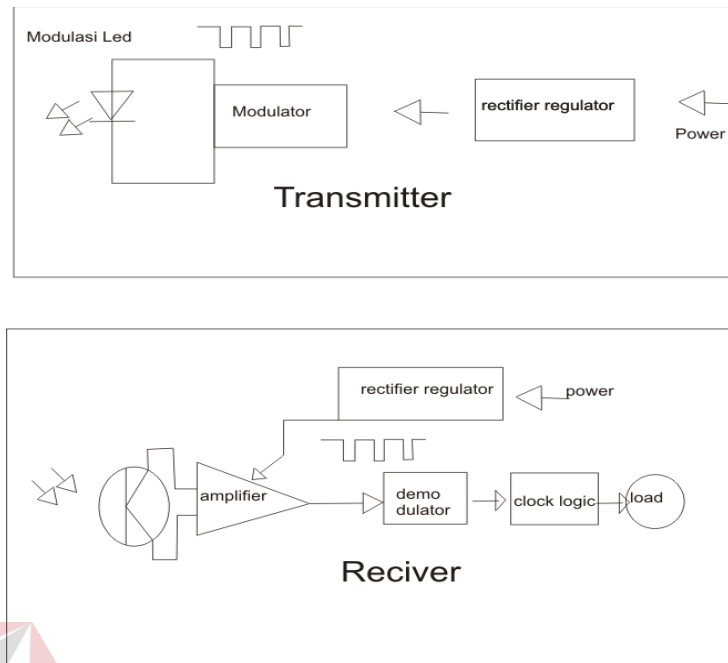 Modulasi Led
Modulator
rectifier regulator
Power
Transmitter
rectifier regulator
power
amplifier
demo
dulator
clock logic
load
Reciver